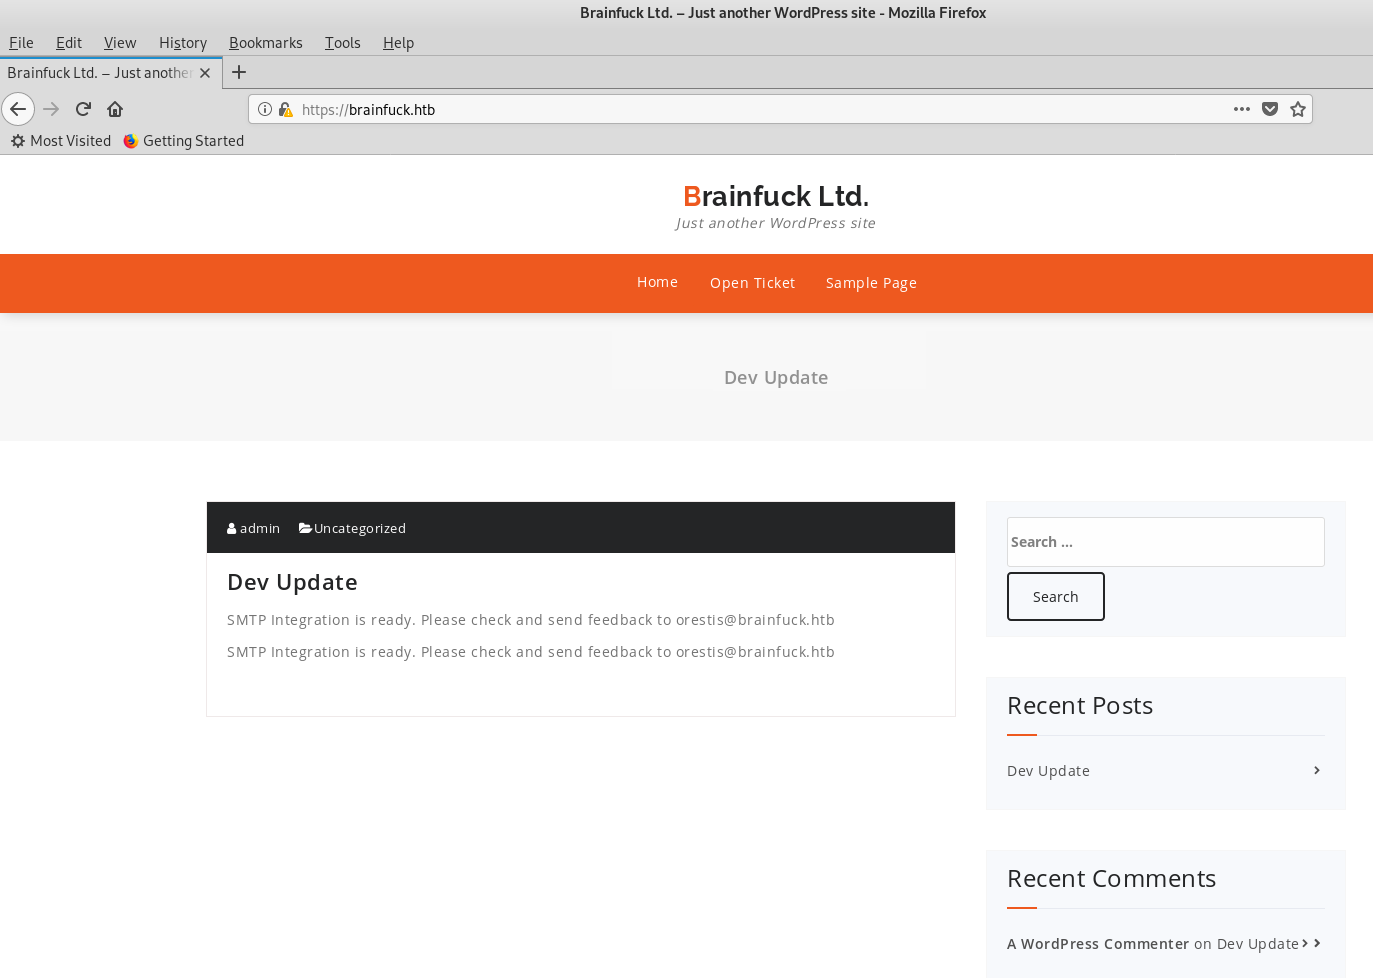 Brainfuck Ltd. – Just another WordPress site - Mozilla Firefox
File Edit View History Bookmarks Tools Help
Brainfuck Ltd. – Just another
https://brainfuck.htb
Most Visited Getting Started
Brainfuck Ltd.
Just another WordPress site
Home Open Ticket Sample Page
Dev Update
admin Uncategorized
Dev Update
SMTP Integration is ready. Please check and send feedback to orestis@brainfuck.htb
SMTP Integration is ready. Please check and send feedback to orestis@brainfuck.htb
Search ...
Search
Recent Posts
Dev Update
Recent Comments
A WordPress Commenter on Dev Update